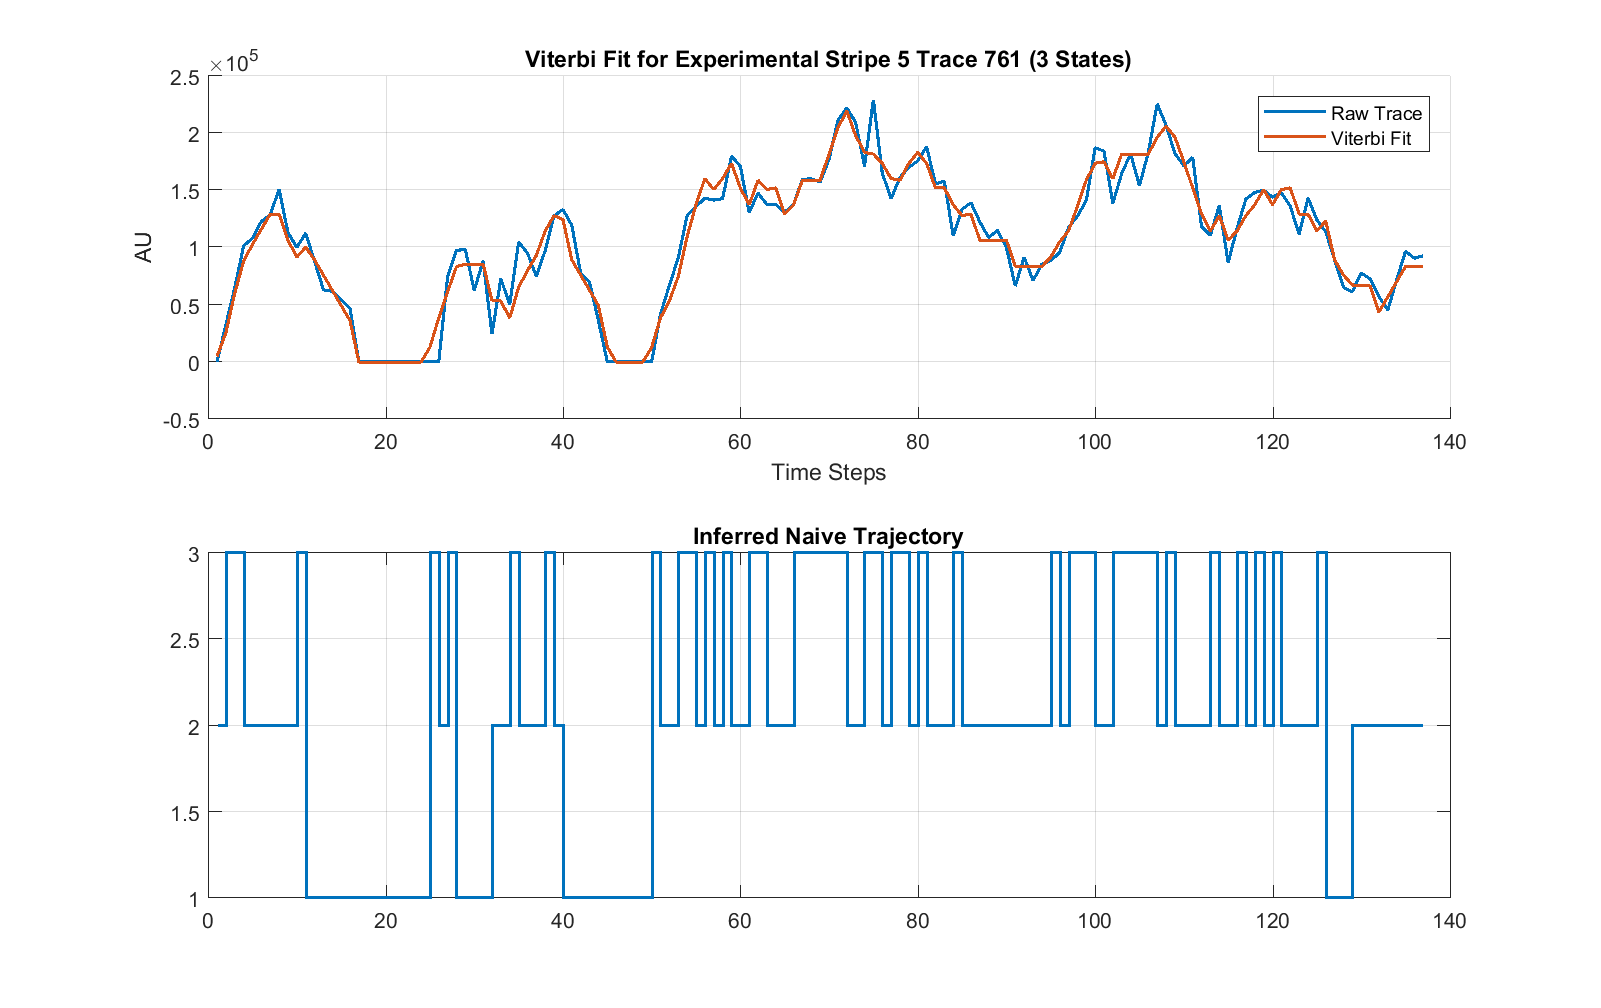 Viterbi Fit for Experimental Stripe 5 Trace 761 (3 States)
×10^5
2.5
2
1.5
1
0.5
0
-0.5
AU
Raw Trace
Viterbi Fit
0 20 40 60 80 100 120 140
Time Steps
Inferred Naive Trajectory
3
2.5
2
1.5
1
0 20 40 60 80 100 120 140